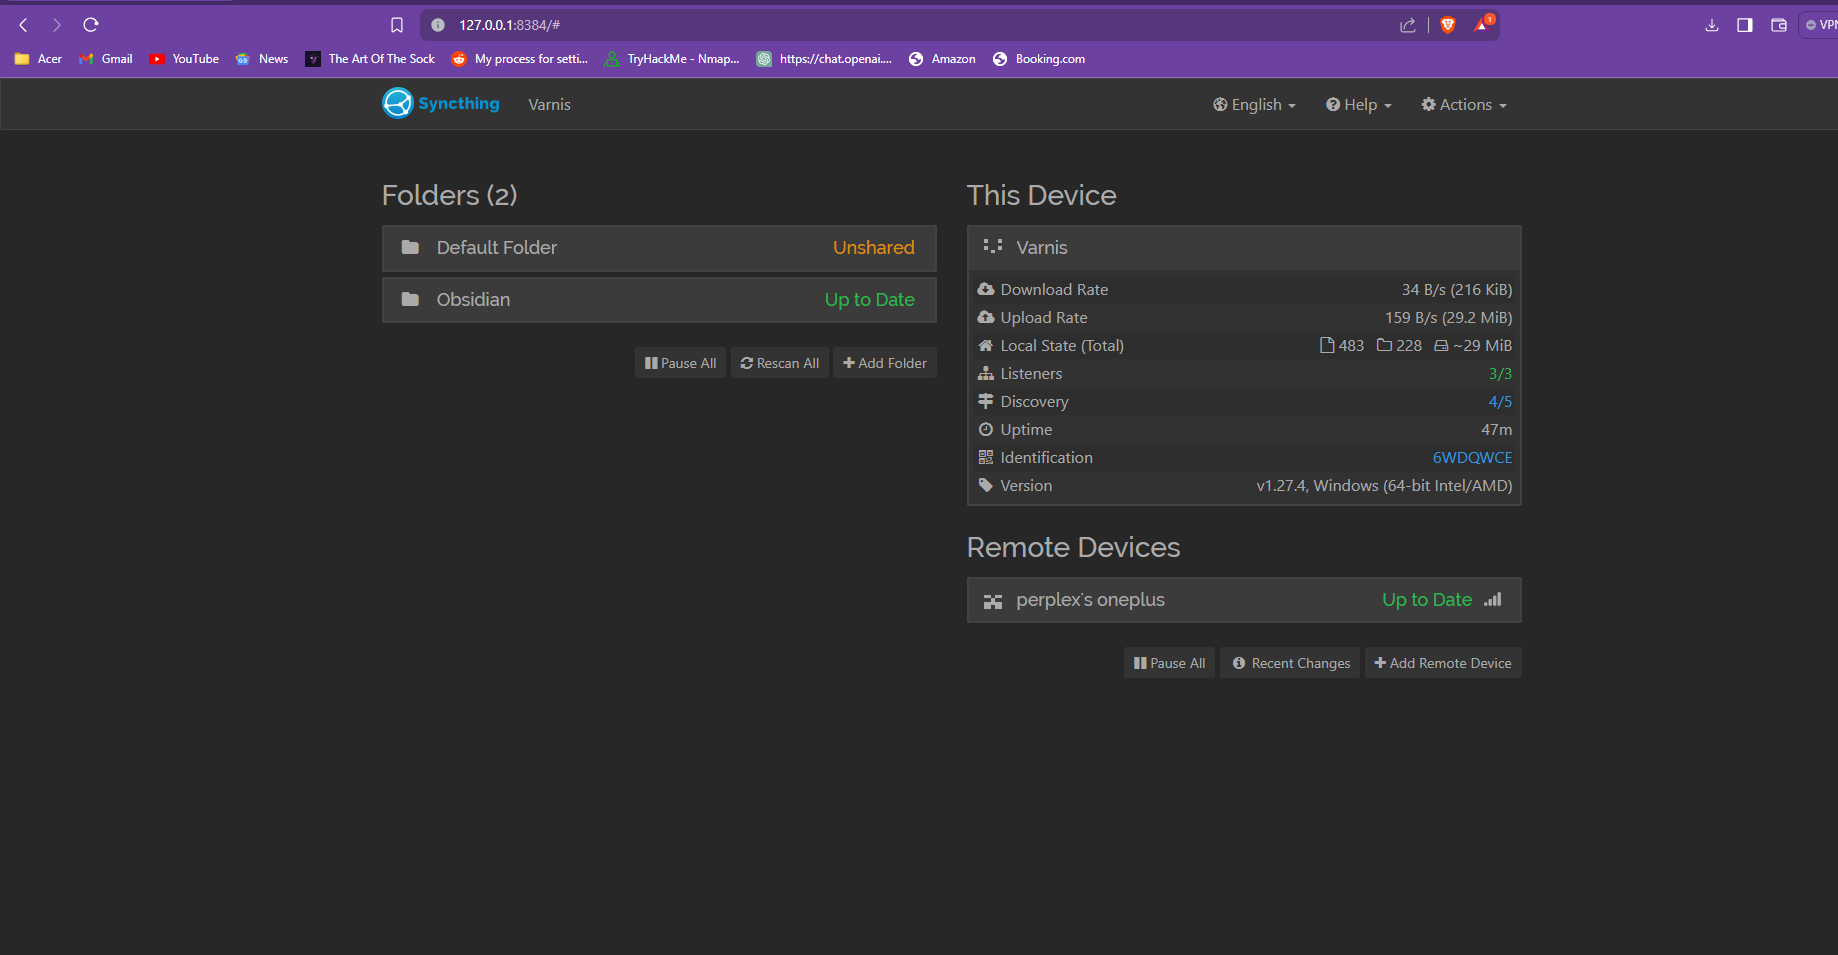 127.0.0.1:8384/#
1
VPN
Acer
Gmail
YouTube
News
The Art Of The Sock
My process for setti...
TryHackMe - Nmap...
https://chat.openai....
Amazon
Booking.com
Syncthing
Varnis
English
Help
Actions
Folders (2)
Default Folder
Unshared
Obsidian
Up to Date
Pause All
Rescan All
Add Folder
This Device
Varnis
Download Rate 34 B/s (216 KiB)
Upload Rate 159 B/s (29.2 MiB)
Local State (Total) 483 228 ~29 MiB
Listeners 3/3
Discovery 4/5
Uptime 47m
Identification 6WDQWCE
Version v1.27.4, Windows (64-bit Intel/AMD)
Remote Devices
perplex's oneplus Up to Date
Pause All
Recent Changes
Add Remote Device